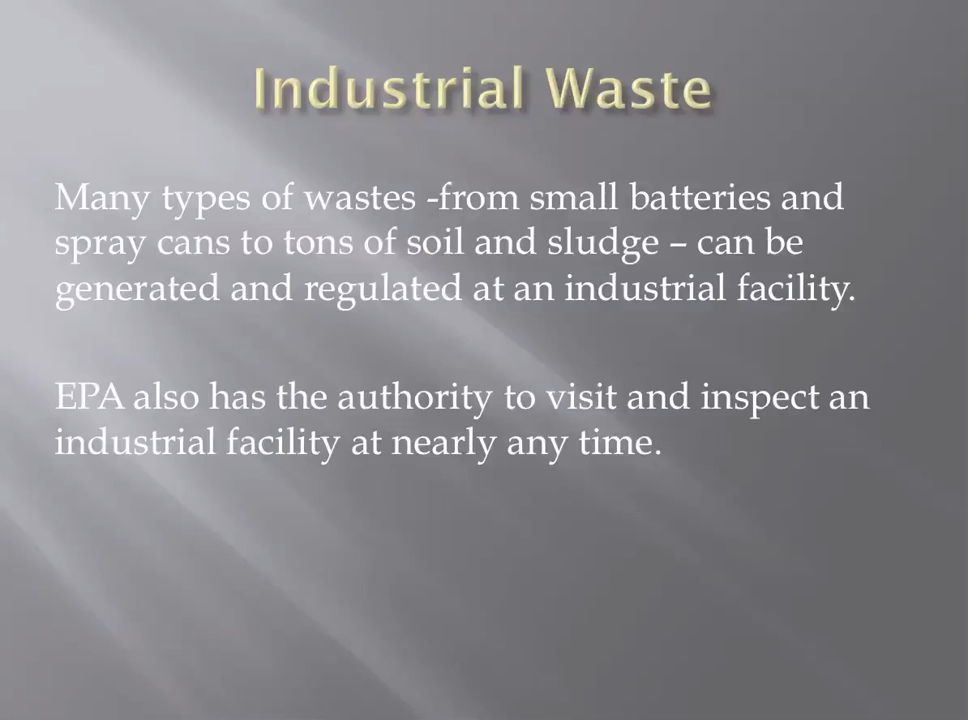 Industrial Waste
Many types of wastes -from small batteries and
spray cans to tons of soil and sludge – can be
generated and regulated at an industrial facility.
EPA also has the authority to visit and inspect an
industrial facility at nearly any time.